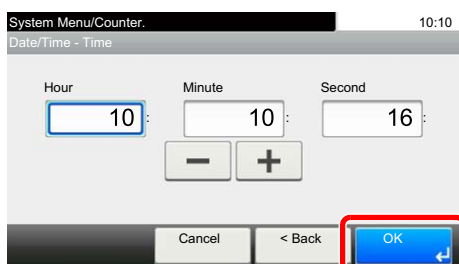 System Menu/Counter. 10:10
Date/Time - Time
Hour Minute Second
10 : 10 : 16 :
− +
Cancel < Back OK